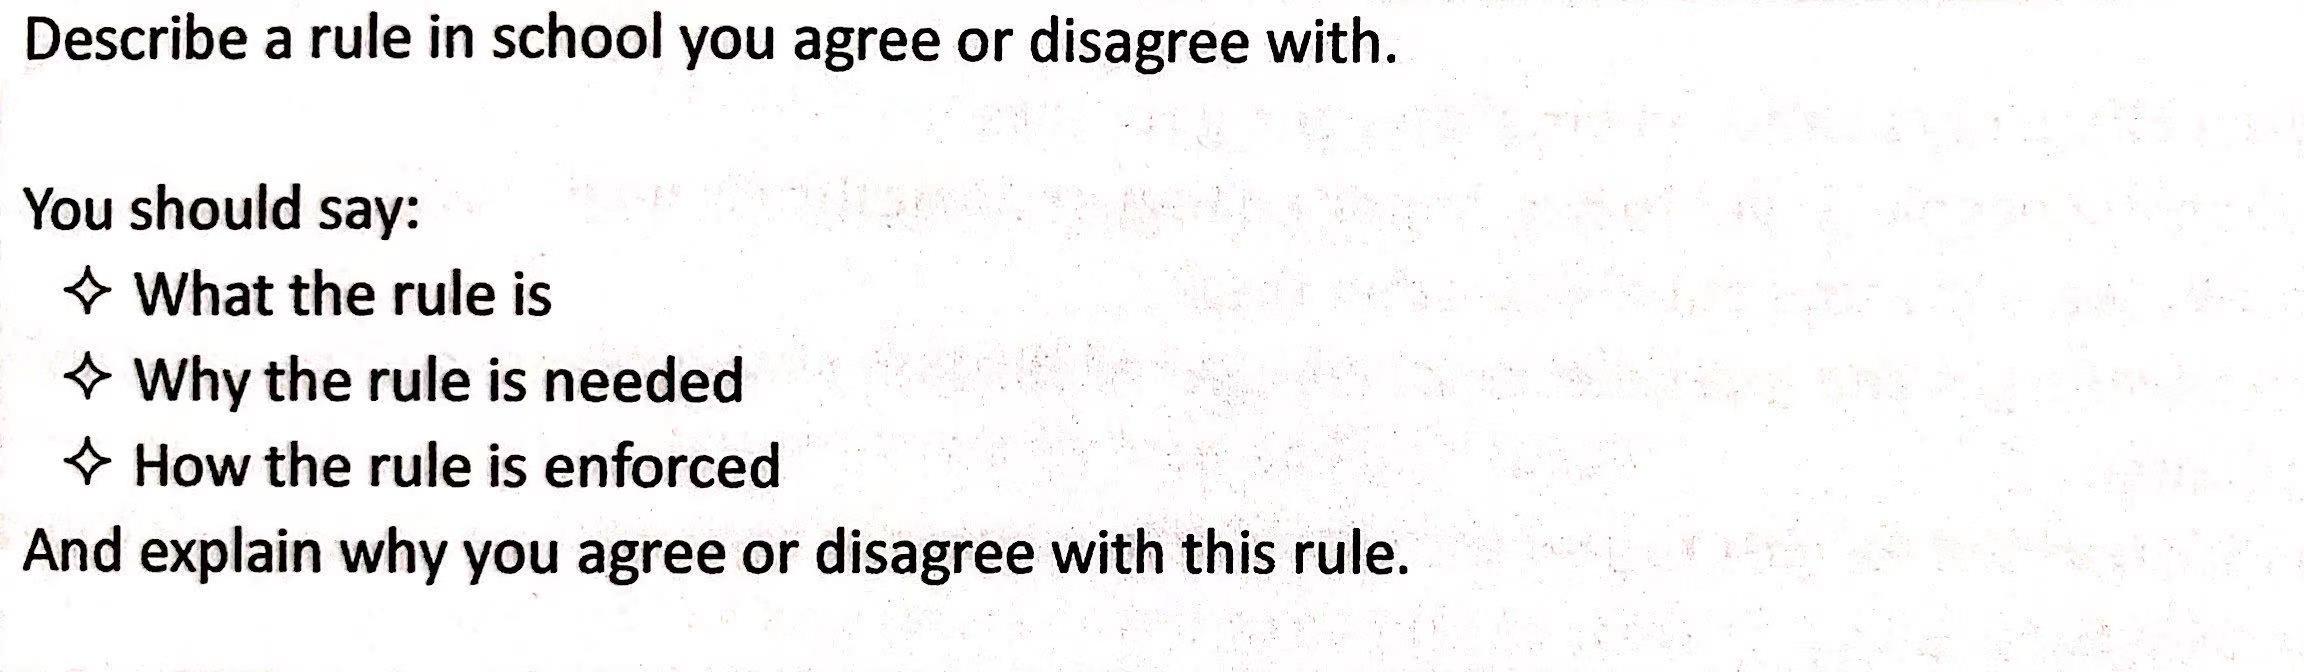 Describe a rule in school you agree or disagree with.
You should say:
✧ What the rule is
✧ Why the rule is needed
✧ How the rule is enforced
And explain why you agree or disagree with this rule.